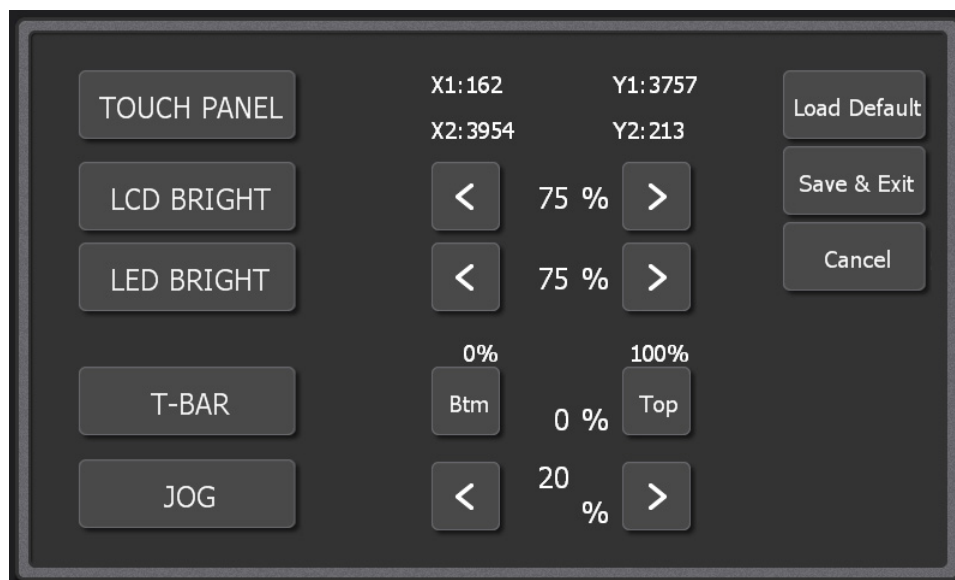 TOUCH PANEL
X1:162 Y1:3757
X2:3954 Y2:213
Load Default
LCD BRIGHT
< 75 % >
Save & Exit
LED BRIGHT
< 75 % >
Cancel
0% 100%
T-BAR
Btm 0 % Top
JOG
< 20 % >